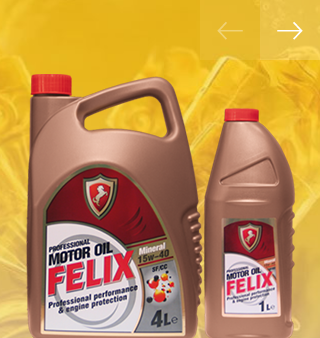 PROFESSIONAL
MOTOR OIL
FELIX
Mineral
15w-40
SF/CC
Professional performance
& engine protection
4L℮
PROFESSIONAL
MOTOR OIL
FELIX
Professional performance
& engine protection
1L℮